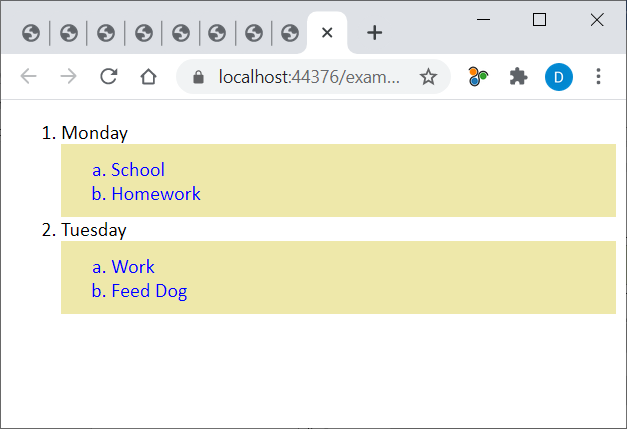 localhost:44376/exam...
D
1. Monday
a. School
b. Homework
2. Tuesday
a. Work
b. Feed Dog